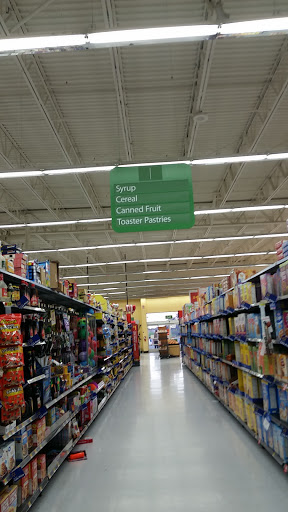 Syrup
Cereal
Canned Fruit
Toaster Pastries